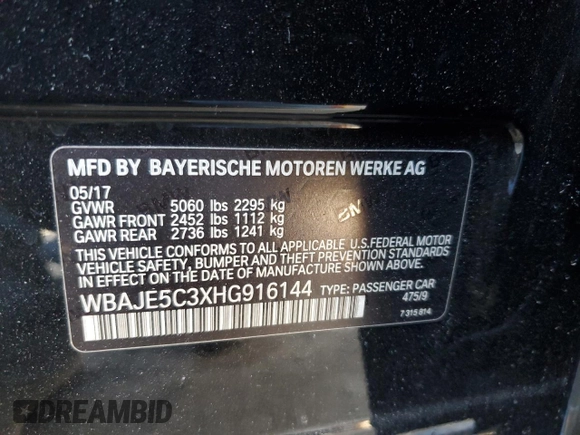 MFD BY BAYERISCHE MOTOREN WERKE AG
05/17
GVWR 5060 lbs 2295 kg
GAWR FRONT 2452 lbs 1112 kg
GAWR REAR 2736 lbs 1241 kg
THIS VEHICLE CONFORMS TO ALL APPLICABLE U.S.FEDERAL MOTOR
VEHICLE SAFETY, BUMPER AND THEFT PREVENTION STANDARDS
IN EFFECT ON THE DATE OF MANUFACTURE SHOWN ABOVE.
WBAJE5C3XHG916144 TYPE: PASSENGER CAR
475/9
7 315 814
DREAMBID